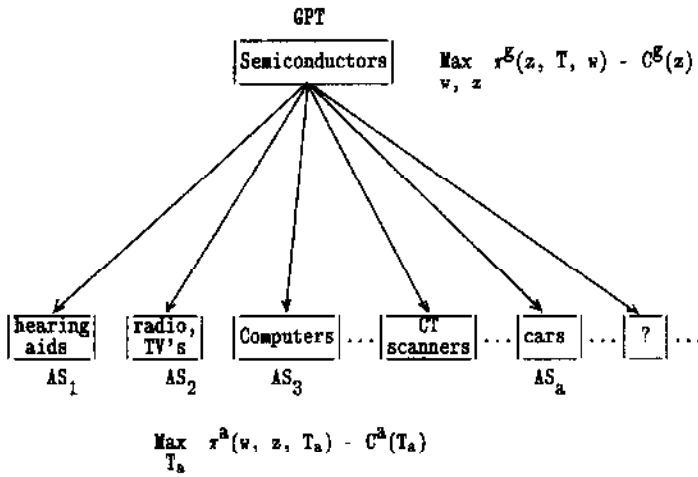 GPT
Semiconductors
Max π^g(z, T, w) - C^g(z)
w, z
hearing aids
radio, TV's
Computers
...
CT scanners
...
cars
...
?
...
AS_1
AS_2
AS_3
AS_a
Max π^a(w, z, T_a) - C^a(T_a)
T_a